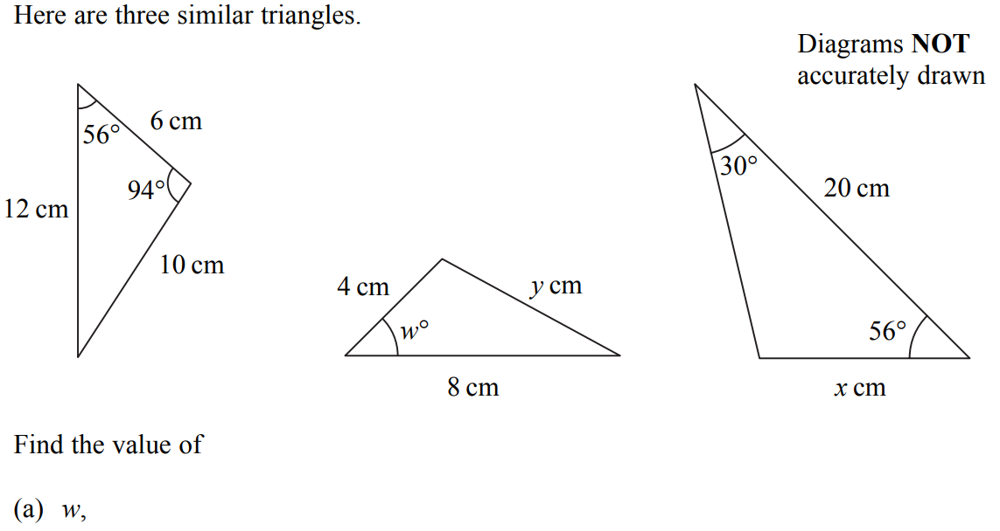 Here are three similar triangles.
Diagrams NOT
accurately drawn
56°
6 cm
94°
12 cm
10 cm
4 cm
y cm
w°
8 cm
30°
20 cm
56°
x cm
Find the value of
(a) w,